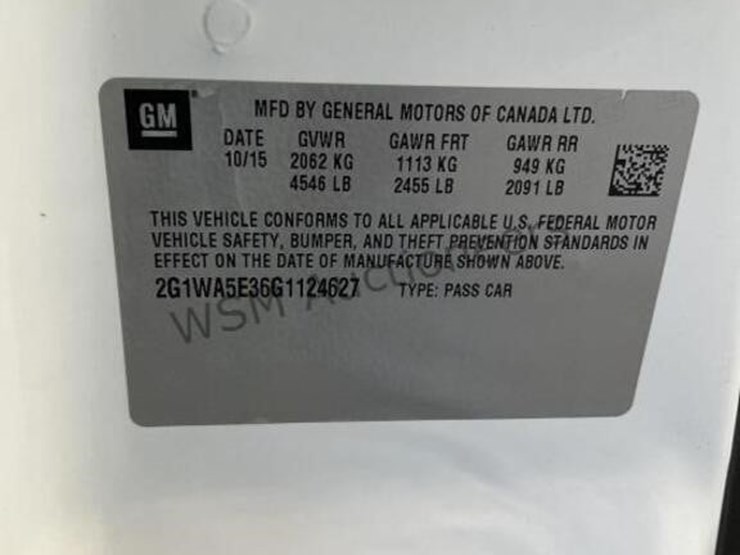 GM
MFD BY GENERAL MOTORS OF CANADA LTD.
DATE GVWR GAWR FRT GAWR RR
10/15 2062 KG 1113 KG 949 KG
4546 LB 2455 LB 2091 LB
THIS VEHICLE CONFORMS TO ALL APPLICABLE U.S. FEDERAL MOTOR
VEHICLE SAFETY, BUMPER, AND THEFT PREVENTION STANDARDS IN
EFFECT ON THE DATE OF MANUFACTURE SHOWN ABOVE.
2G1WA5E36G1124627 TYPE: PASS CAR
WSM Auctioneers